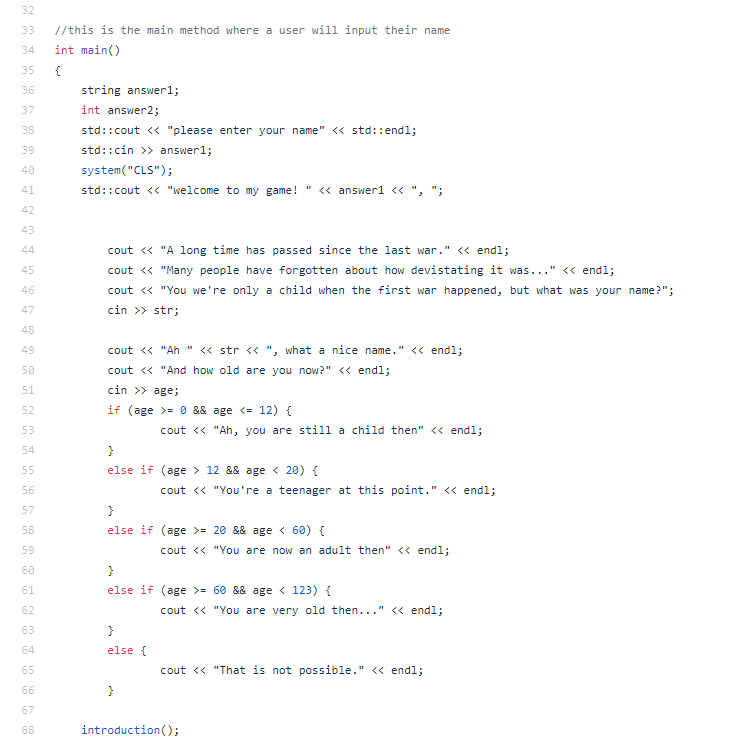 32
33 //this is the main method where a user will input their name
34 int main()
35 {
36 string answer1;
37 int answer2;
38 std::cout << "please enter your name" << std::endl;
39 std::cin >> answer1;
40 system("CLS");
41 std::cout << "welcome to my game! " << answer1 << ", ";
42
43
44 cout << "A long time has passed since the last war." << endl;
45 cout << "Many people have forgotten about how devistating it was..." << endl;
46 cout << "You we're only a child when the first war happened, but what was your name?";
47 cin >> str;
48
49 cout << "Ah " << str << ", what a nice name." << endl;
50 cout << "And how old are you now?" << endl;
51 cin >> age;
52 if (age >= 0 && age <= 12) {
53 cout << "Ah, you are still a child then" << endl;
54 }
55 else if (age > 12 && age < 20) {
56 cout << "You're a teenager at this point." << endl;
57 }
58 else if (age >= 20 && age < 60) {
59 cout << "You are now an adult then" << endl;
60 }
61 else if (age >= 60 && age < 123) {
62 cout << "You are very old then..." << endl;
63 }
64 else {
65 cout << "That is not possible." << endl;
66 }
67
68 introduction();